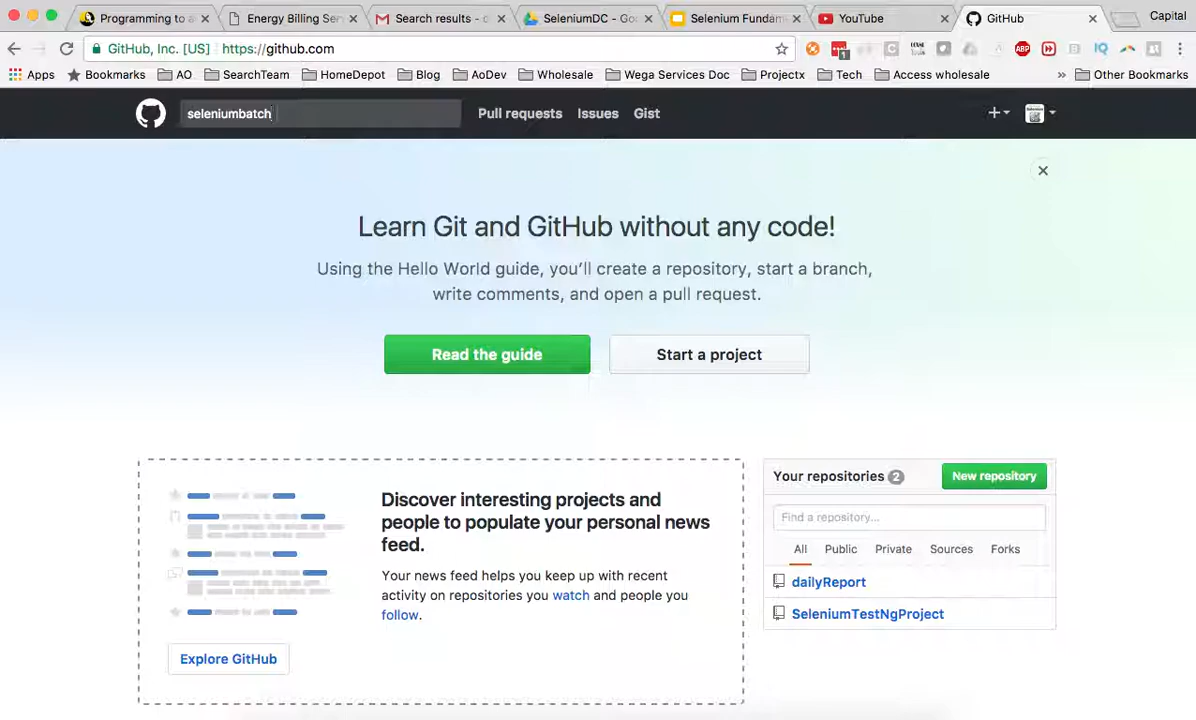 Programming to a
Energy Billing Ser
Search results - c
SeleniumDC - Go
Selenium Fundam
YouTube
GitHub
Capital
GitHub, Inc. [US] https://github.com
Apps Bookmarks AO SearchTeam HomeDepot Blog AoDev Wholesale Wega Services Doc Projectx Tech Access wholesale » Other Bookmarks
seleniumbatch Pull requests Issues Gist
Learn Git and GitHub without any code!
Using the Hello World guide, you’ll create a repository, start a branch,
write comments, and open a pull request.
Read the guide Start a project
Discover interesting projects and
people to populate your personal news
feed.
Your news feed helps you keep up with recent
activity on repositories you watch and people you
follow.
Explore GitHub
Your repositories 2 New repository
Find a repository...
All Public Private Sources Forks
dailyReport
SeleniumTestNgProject